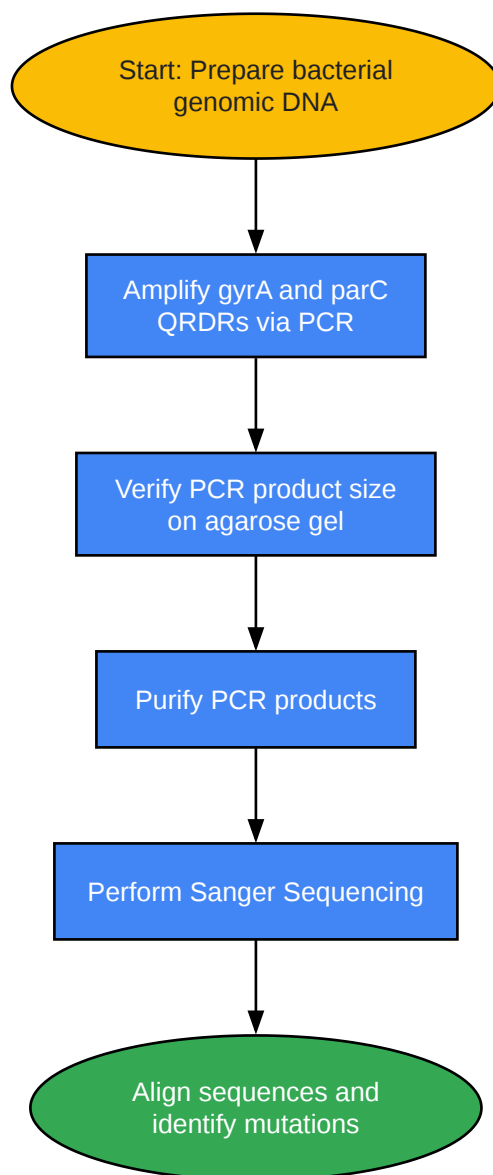 Start: Prepare bacterial
genomic DNA
Amplify gyrA and parC
QRDRs via PCR
Verify PCR product size
on agarose gel
Purify PCR products
Perform Sanger Sequencing
Align sequences and
identify mutations